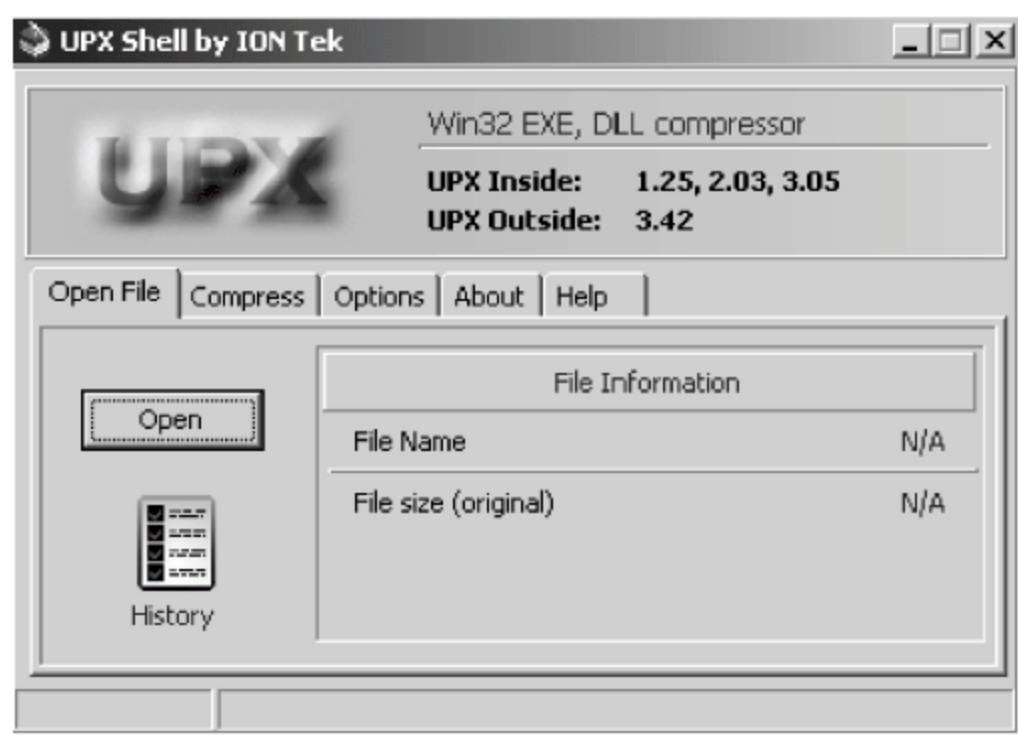 UPX Shell by ION Tek
UPX
Win32 EXE, DLL compressor
UPX Inside: 1.25, 2.03, 3.05
UPX Outside: 3.42
Open File Compress Options About Help
File Information
Open
File Name N/A
File size (original) N/A
History